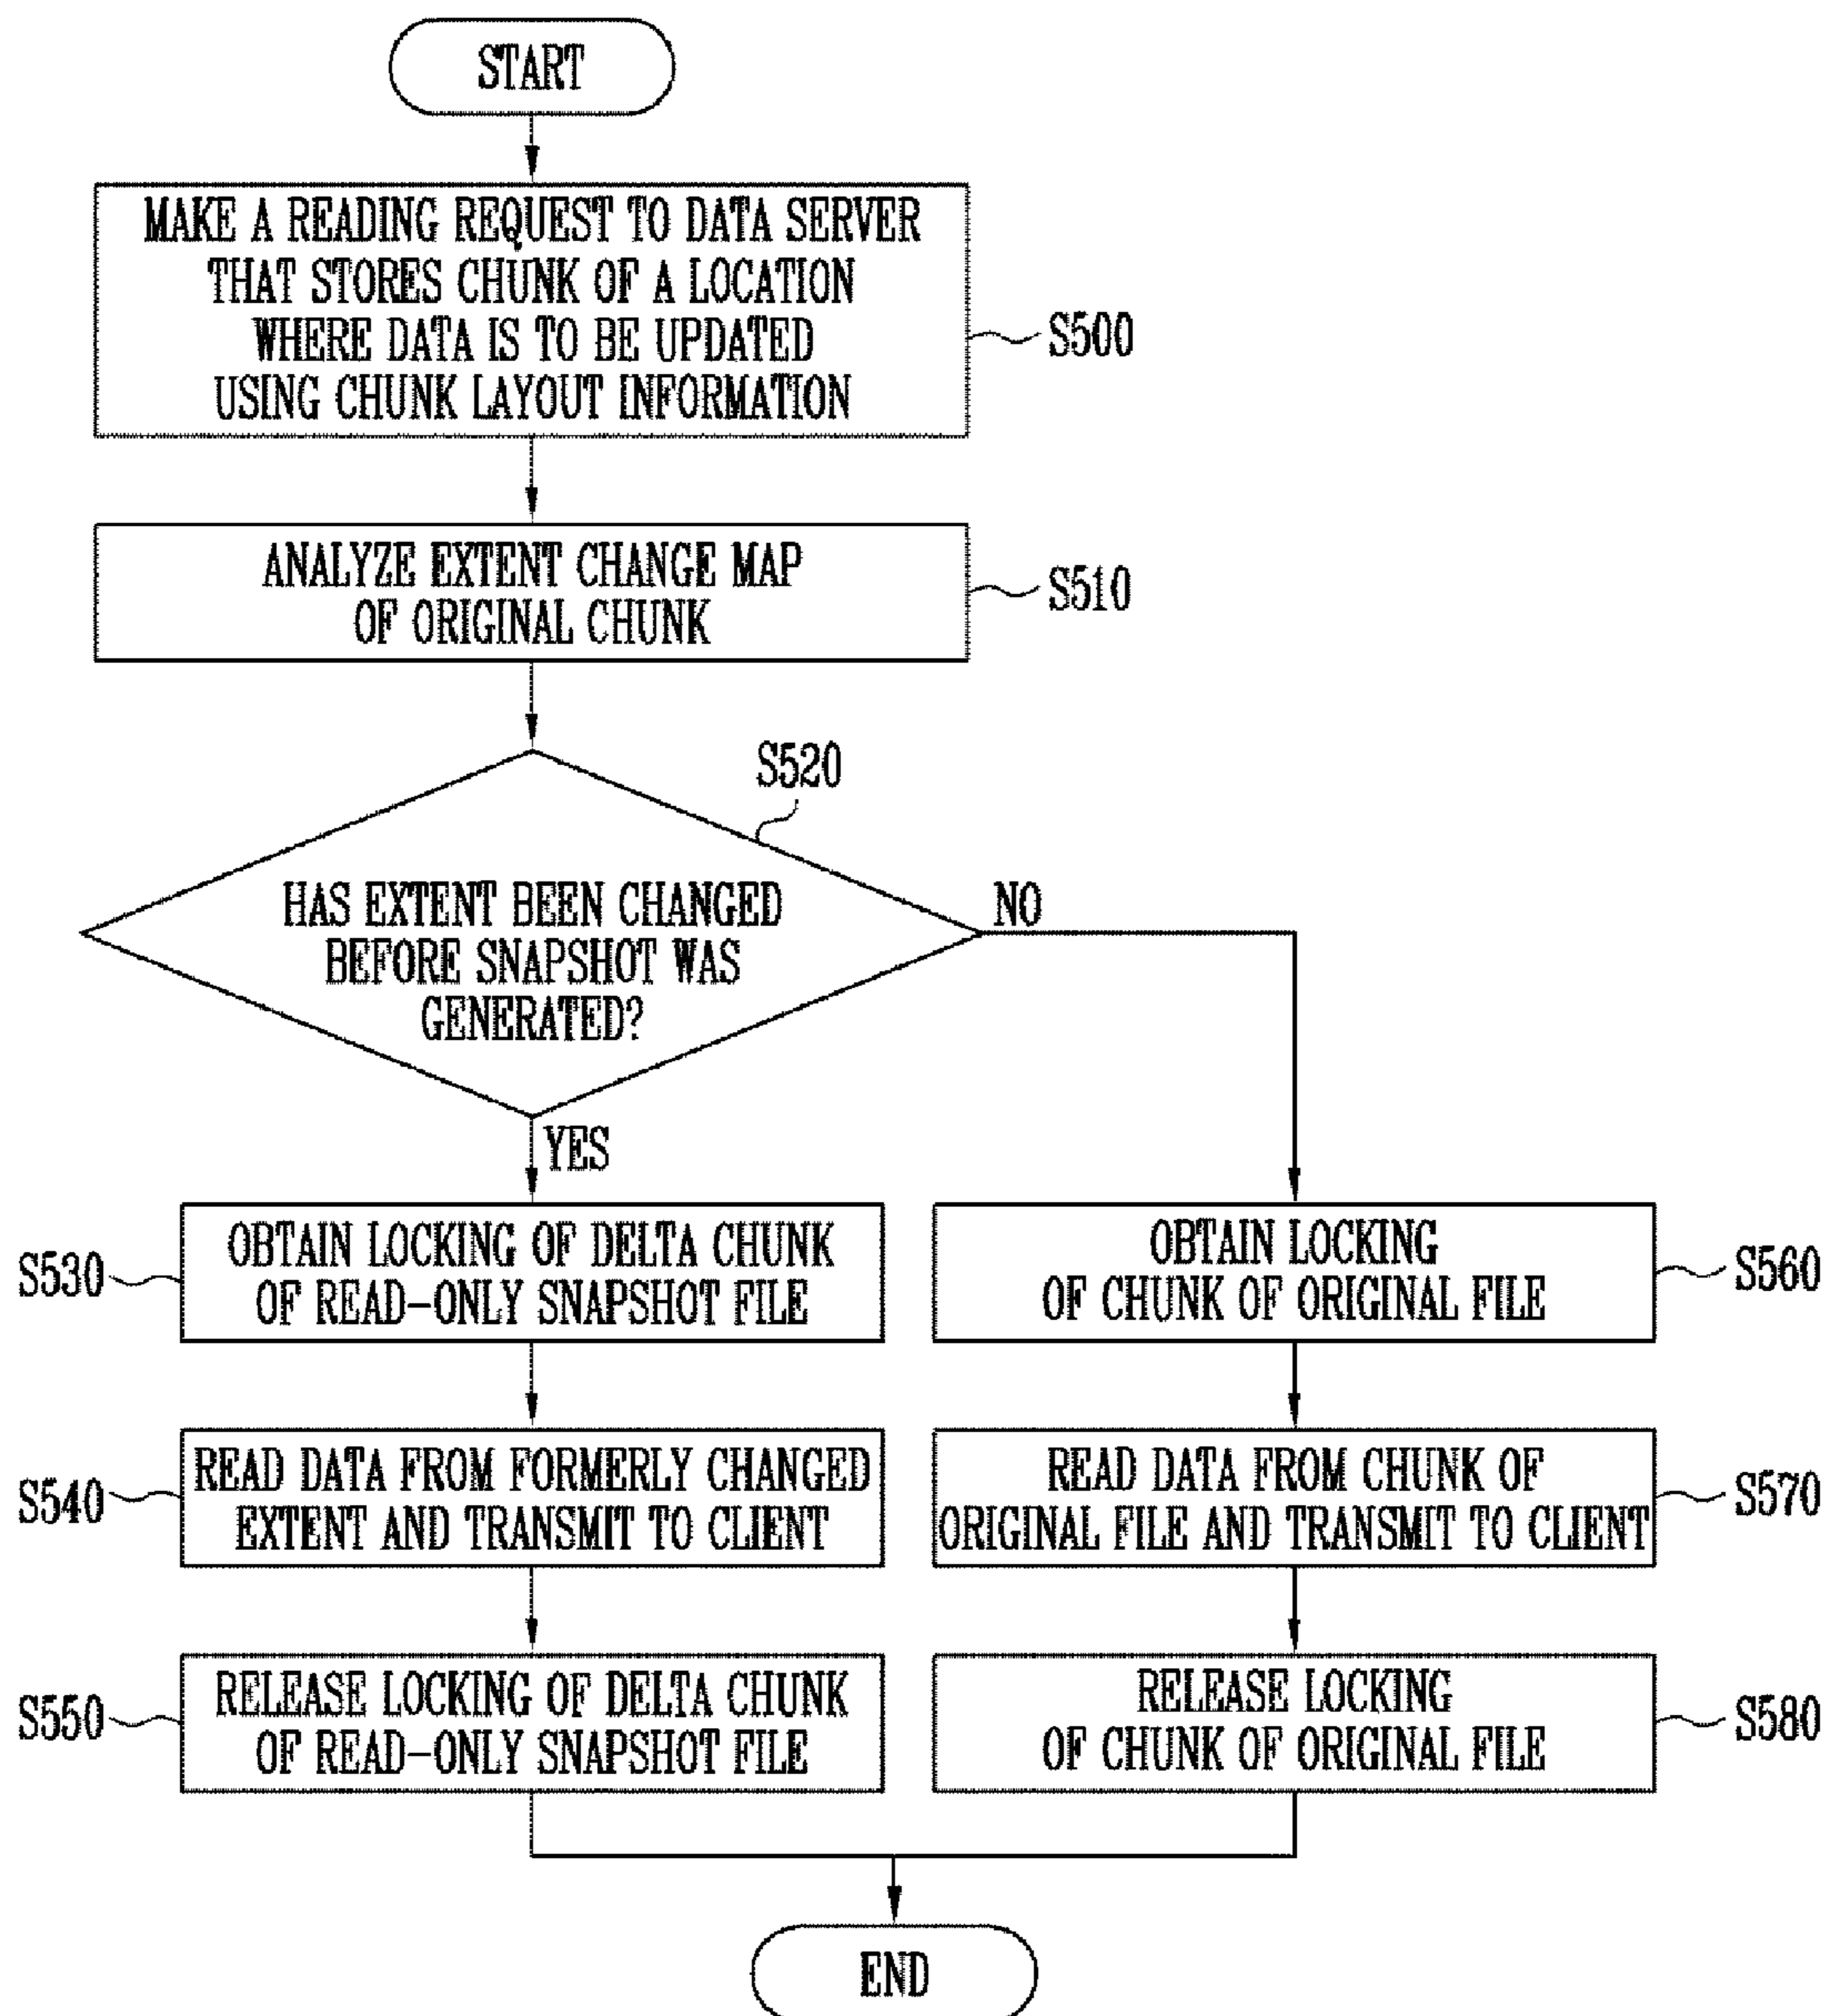 START
MAKE A READING REQUEST TO DATA SERVER
THAT STORES CHUNK OF A LOCATION
WHERE DATA IS TO BE UPDATED
USING CHUNK LAYOUT INFORMATION
S500
ANALYZE EXTENT CHANGE MAP
OF ORIGINAL CHUNK
S510
S520
HAS EXTENT BEEN CHANGED
BEFORE SNAPSHOT WAS
GENERATED?
NO
YES
S530
OBTAIN LOCKING OF DELTA CHUNK
OF READ-ONLY SNAPSHOT FILE
OBTAIN LOCKING
OF CHUNK OF ORIGINAL FILE
S560
S540
READ DATA FROM FORMERLY CHANGED
EXTENT AND TRANSMIT TO CLIENT
READ DATA FROM CHUNK OF
ORIGINAL FILE AND TRANSMIT TO CLIENT
S570
S550
RELEASE LOCKING OF DELTA CHUNK
OF READ-ONLY SNAPSHOT FILE
RELEASE LOCKING
OF CHUNK OF ORIGINAL FILE
S580
END